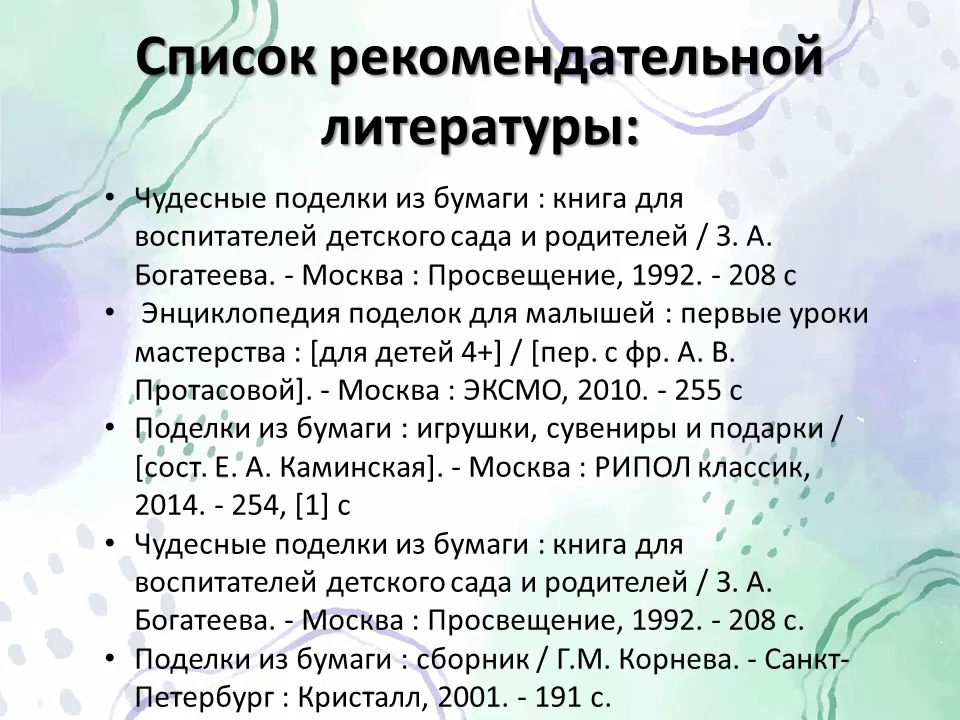 Список рекомендательной
литературы:
• Чудесные поделки из бумаги : книга для
воспитателей детского сада и родителей / З. А.
Богатеева. - Москва : Просвещение, 1992. - 208 с
• Энциклопедия поделок для малышей : первые уроки
мастерства : [для детей 4+] / [пер. с фр. А. В.
Протасовой]. - Москва : ЭКСМО, 2010. - 255 с
• Поделки из бумаги : игрушки, сувениры и подарки /
[сост. Е. А. Каминская]. - Москва : РИПОЛ классик,
2014. - 254, [1] с
• Чудесные поделки из бумаги : книга для
воспитателей детского сада и родителей / З. А.
Богатеева. - Москва : Просвещение, 1992. - 208 с.
• Поделки из бумаги : сборник / Г.М. Корнева. - Санкт-
Петербург : Кристалл, 2001. - 191 с.